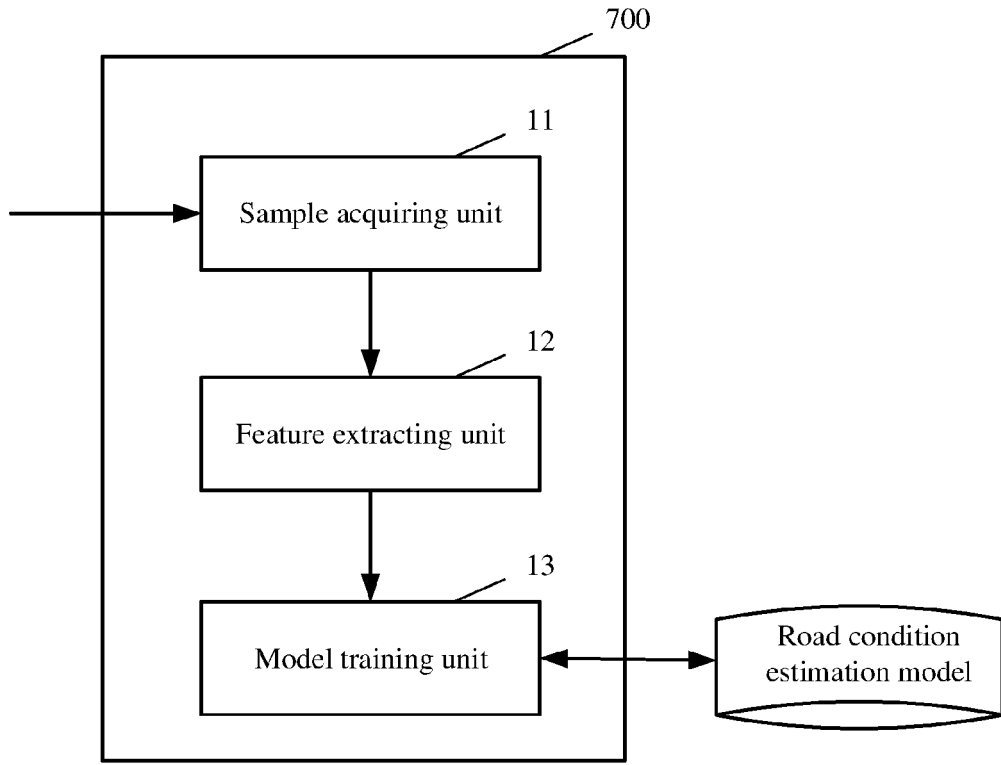 700
11
Sample acquiring unit
12
Feature extracting unit
13
Model training unit
Road condition
estimation model